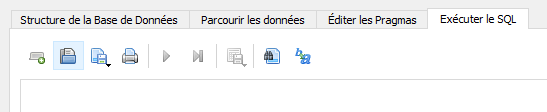 Structure de la Base de Données Parcourir les données Éditer les Pragmas Exécuter le SQL